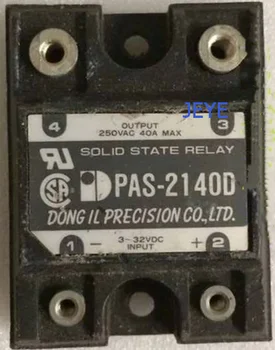 4 OUTPUT 3
250VAC 40A MAX
JEYE
SOLID STATE RELAY
PAS-2140D
DONG IL PRECISION CO., LTD.
1 − 3-32VDC + 2
INPUT